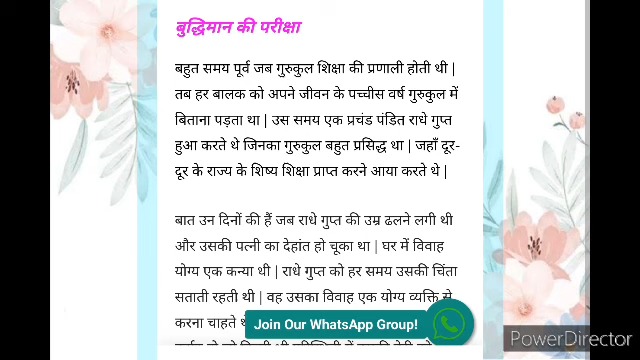 बुद्धिमान की परीक्षा
बहुत समय पूर्व जब गुरुकुल शिक्षा की प्रणाली होती थी |
तब हर बालक को अपने जीवन के पच्चीस वर्ष गुरुकुल में
बिताना पड़ता था | उस समय एक प्रचंड पंडित राधे गुप्त
हुआ करते थे जिनका गुरुकुल बहुत प्रसिद्ध था | जहाँ दूर-
दूर के राज्य के शिष्य शिक्षा प्राप्त करने आया करते थे |
बात उन दिनों की हैं जब राधे गुप्त की उम्र ढलने लगी थी
और उसकी पत्नी का देहांत हो चूका था | घर में विवाह
योग्य एक कन्या थी | राधे गुप्त को हर समय उसकी चिंता
सताती रहती थी | वह उसका विवाह एक योग्य व्यक्ति से
करना चाहते
Join Our WhatsApp Group!
PowerDirector